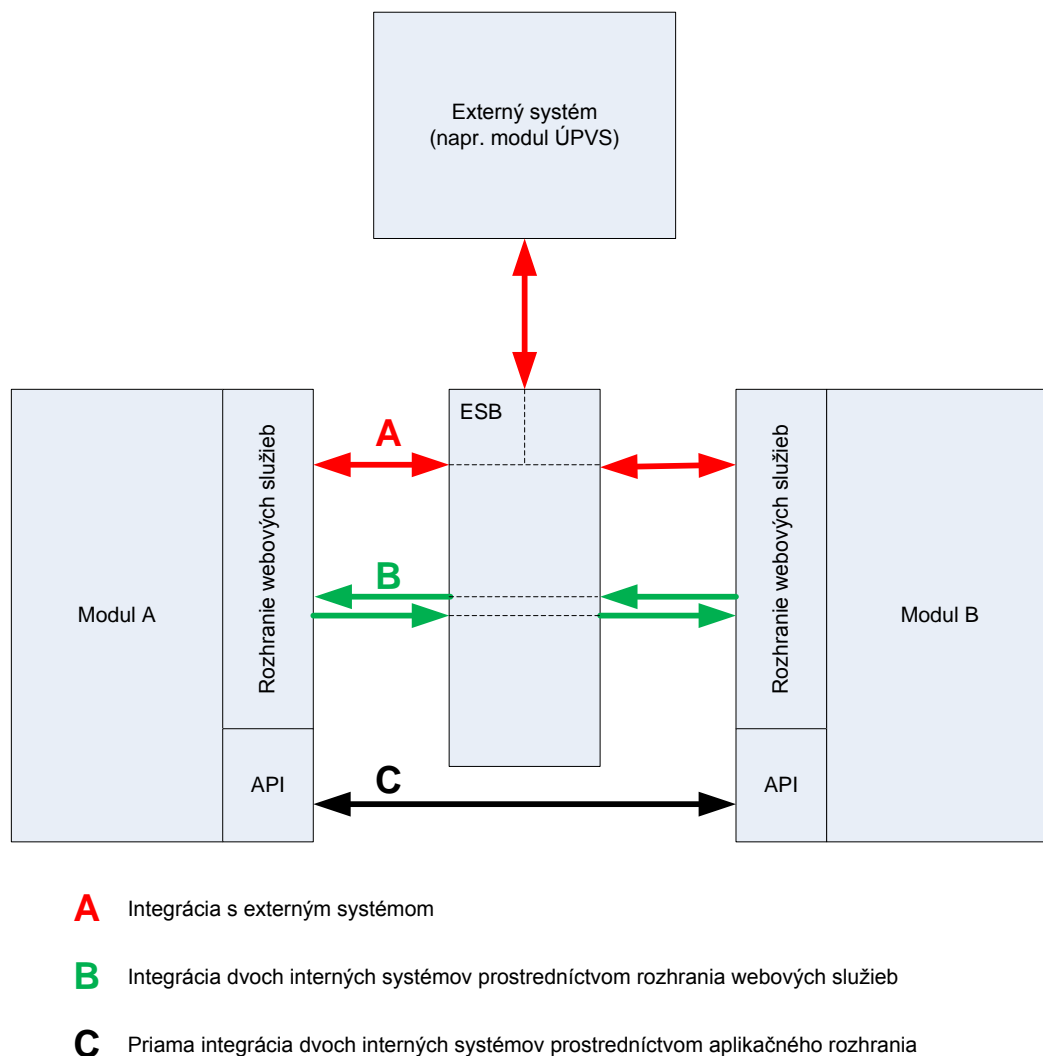 Externý systém
(napr. modul ÚPVS)
ESB
A
Rozhranie webových služieb
Rozhranie webových služieb
B
Modul A
Modul B
C
API
API
A Integrácia s externým systémom
B Integrácia dvoch interných systémov prostredníctvom rozhrania webových služieb
C Priama integrácia dvoch interných systémov prostredníctvom aplikačného rozhrania